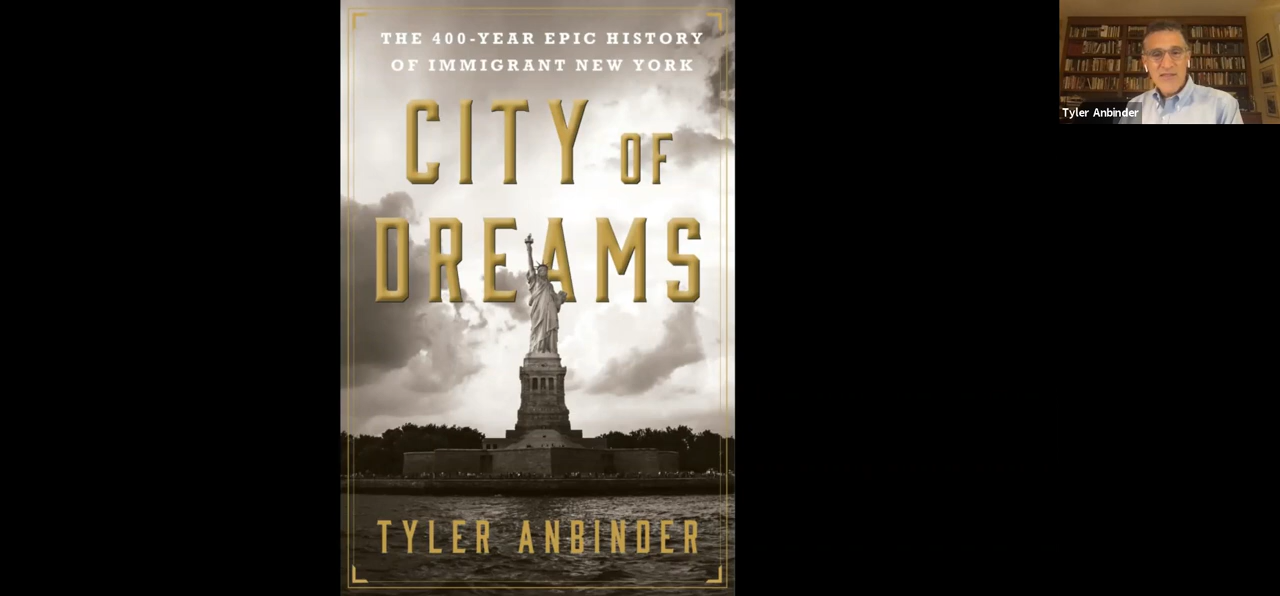 THE 400-YEAR EPIC HISTORY
OF IMMIGRANT NEW YORK
CITY OF
DREAMS
TYLER ANBINDER
Tyler Anbinder